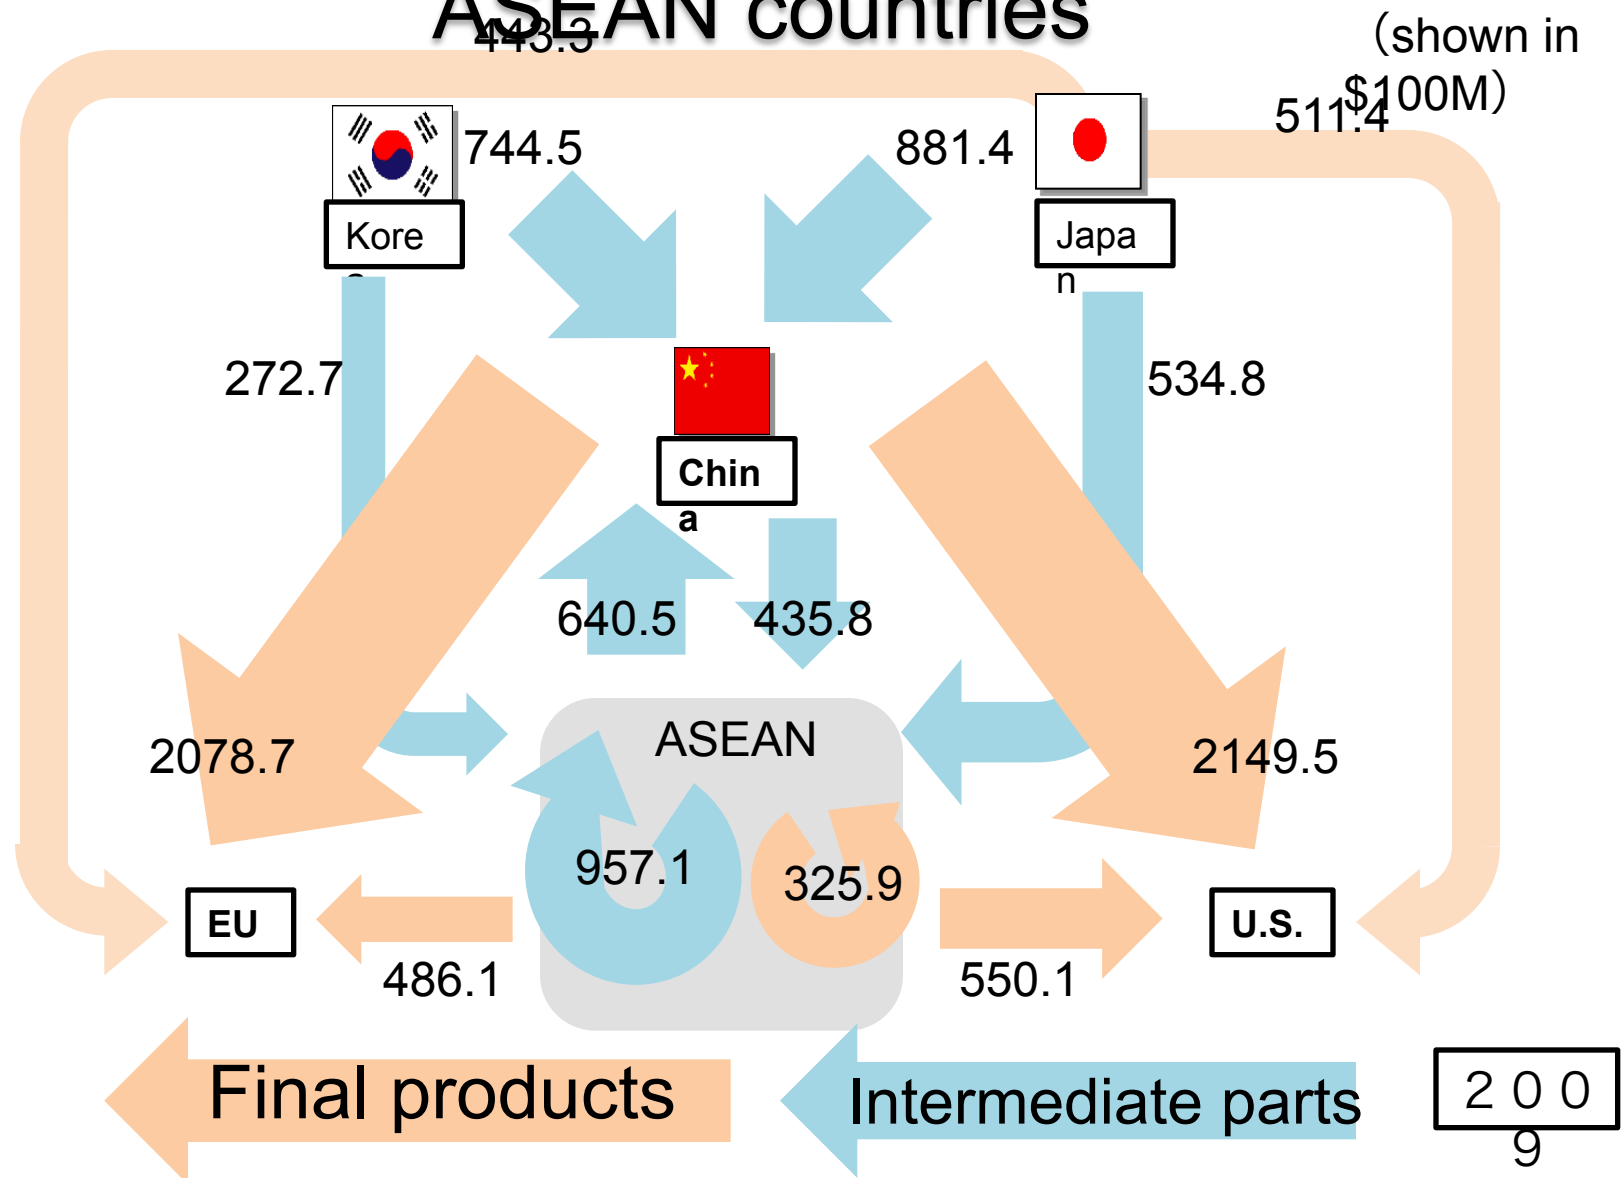 ASEAN countries
443.3
（shown in
$100M）
511.4
744.5
881.4
Kore
Japa
n
272.7
534.8
Chin
a
640.5
435.8
ASEAN
2078.7
2149.5
957.1
325.9
EU
U.S.
486.1
550.1
Final products
Intermediate parts
２００
９